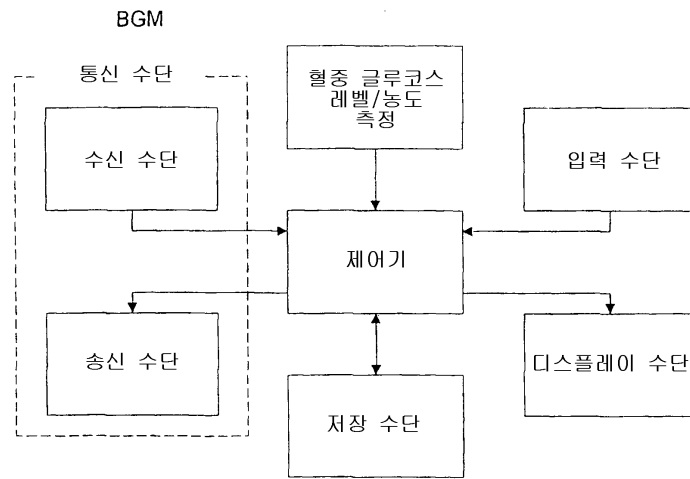 BGM
통신 수단
혈중 글루코스
레벨/농도
측정
수신 수단
입력 수단
제어기
송신 수단
디스플레이 수단
저장 수단